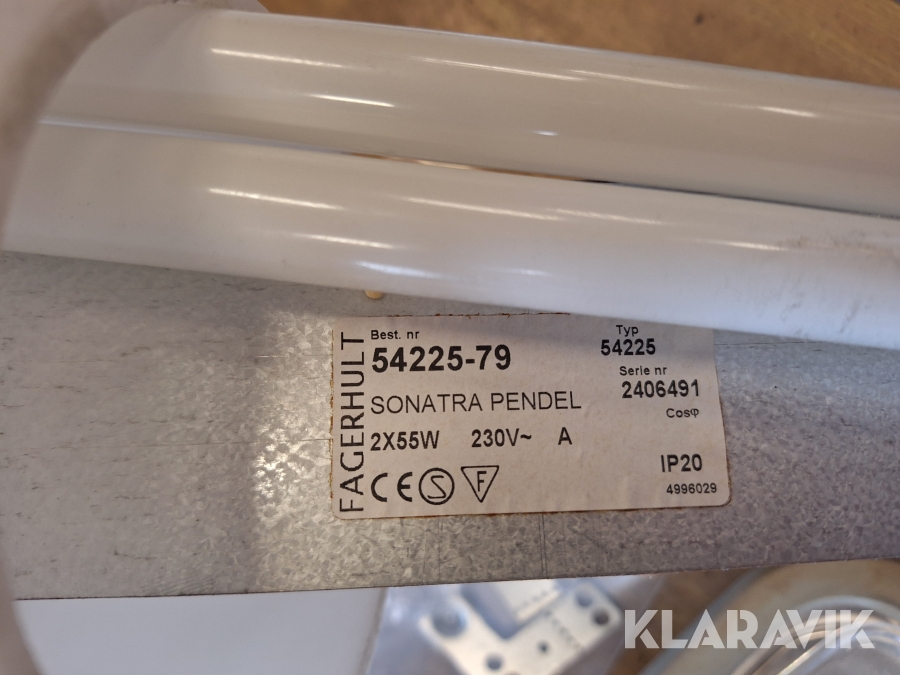 FAGERHULT
Best. nr
54225-79
Typ
54225
Serie nr
2406491
SONATRA PENDEL
Cosφ
2X55W 230V~ A
IP20
CE S F
4996029
KLARAVIK